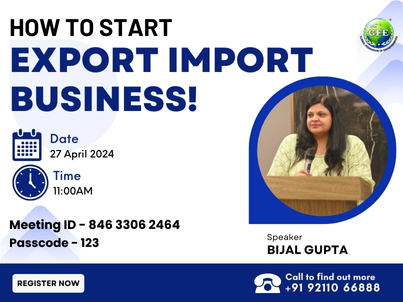 HOW TO START
EXPORT IMPORT
BUSINESS!
GFE
Date
27 April 2024
Time
11:00AM
Meeting ID - 846 3306 2464
Passcode - 123
Speaker
BIJAL GUPTA
REGISTER NOW
Call to find out more
+91 92110 66888